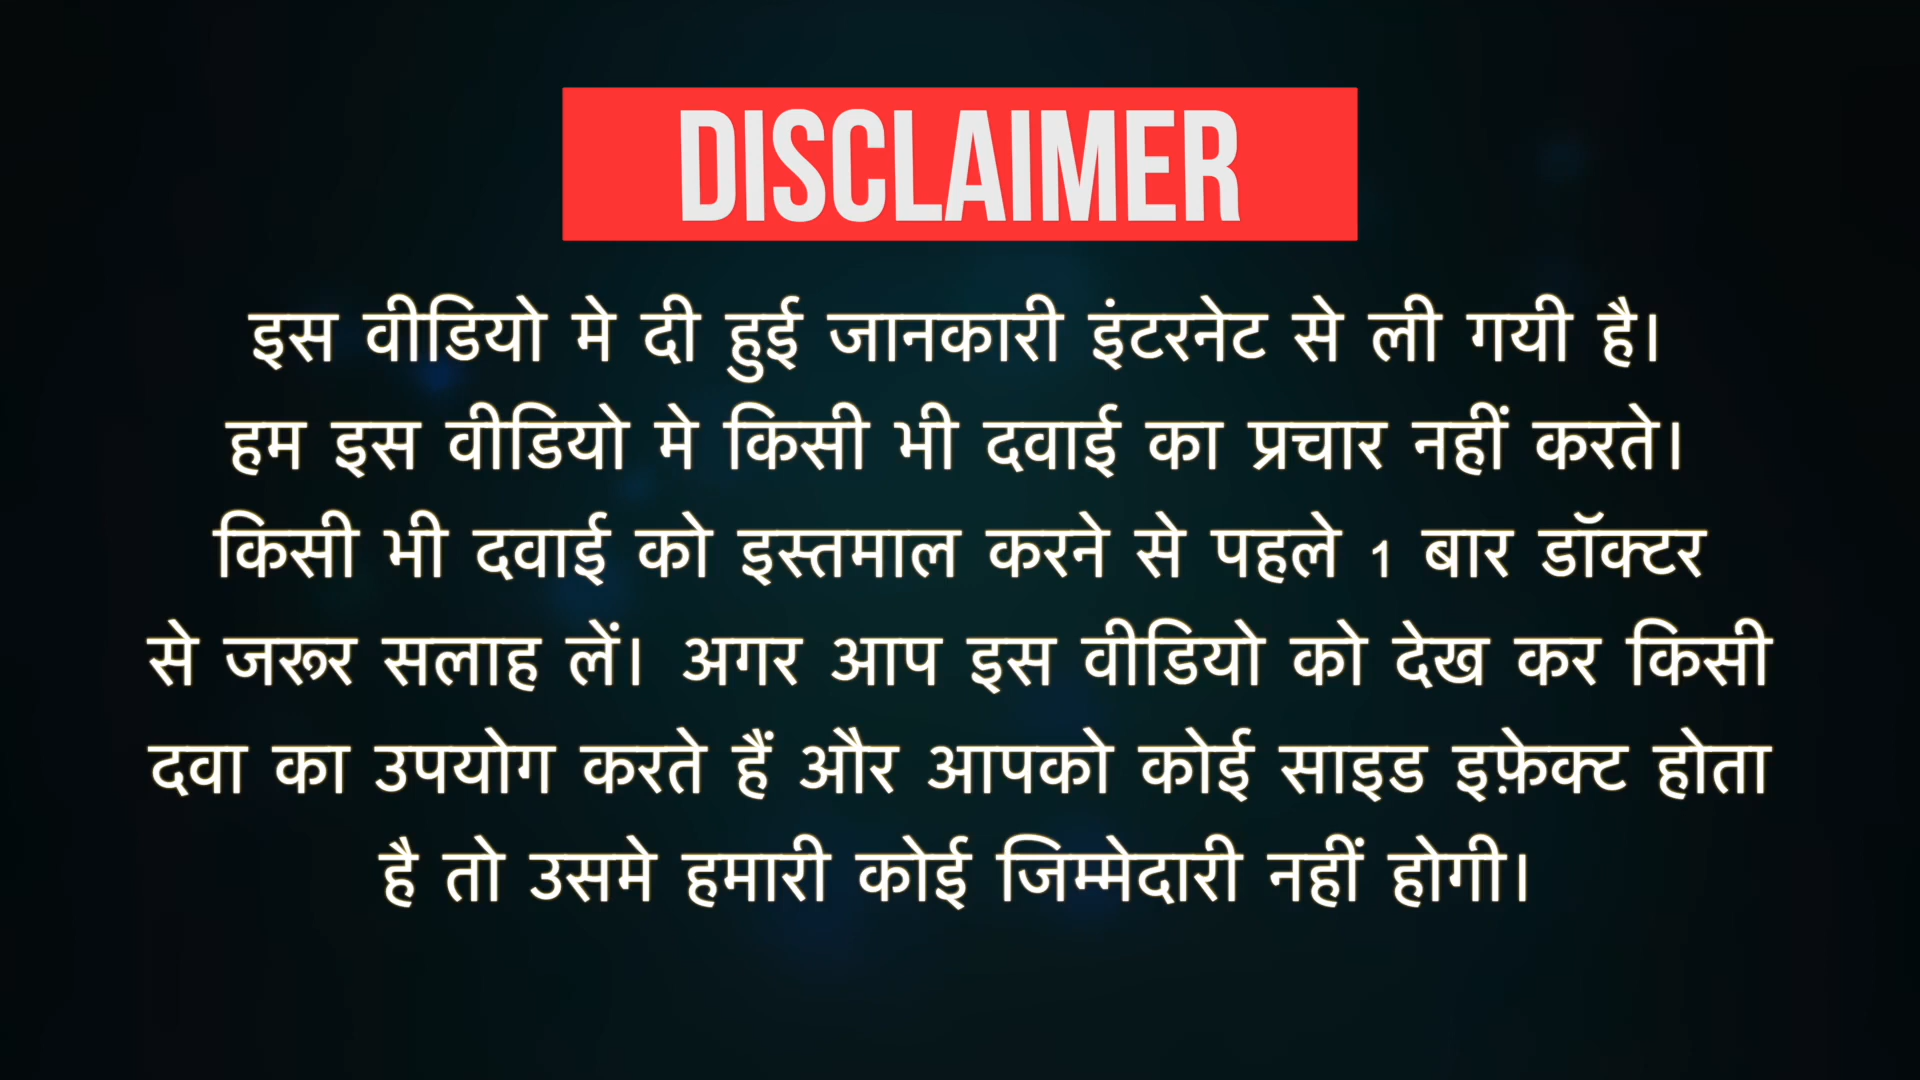 DISCLAIMER
इस वीडियो मे दी हुई जानकारी इंटरनेट से ली गयी है।
हम इस वीडियो मे किसी भी दवाई का प्रचार नहीं करते।
किसी भी दवाई को इस्तमाल करने से पहले 1 बार डॉक्टर
से जरूर सलाह लें। अगर आप इस वीडियो को देख कर किसी
दवा का उपयोग करते हैं और आपको कोई साइड इफ़ेक्ट होता
है तो उसमे हमारी कोई जिम्मेदारी नहीं होगी।